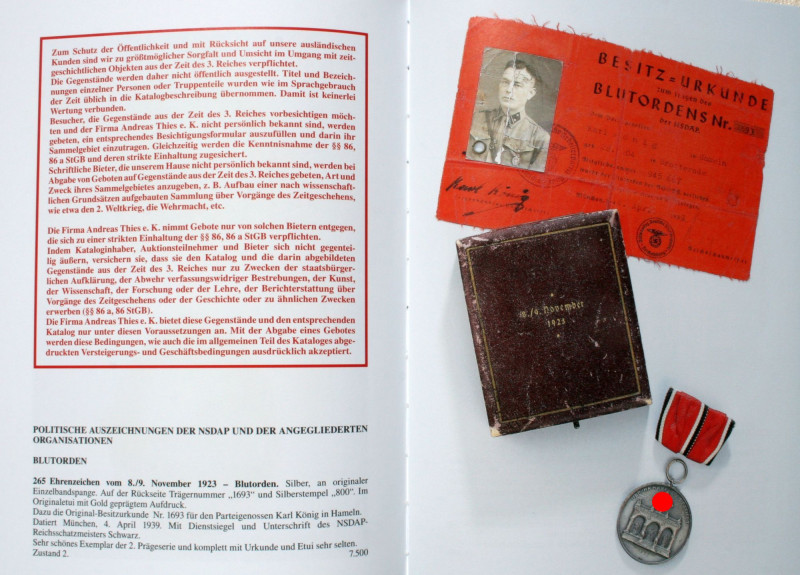 Zum Schutz der Öffentlichkeit und mit Rücksicht auf unsere ausländischen
Kunden sind wir zu größtmöglicher Sorgfalt und Umsicht im Umgang mit zeit-
geschichtlichen Objekten aus der Zeit des 3. Reiches verpflichtet.
Die Gegenstände werden daher nicht öffentlich ausgestellt. Titel und Bezeich-
nungen einzelner Personen oder Truppenteile wurden wie im Sprachgebrauch
der Zeit üblich in die Katalogbeschreibung übernommen. Damit ist keinerlei
Wertung verbunden.
Besucher, die Gegenstände aus der Zeit des 3. Reiches vorbesichtigen möch-
ten und der Firma Andreas Thies e. K. nicht persönlich bekannt sind, werden
gebeten, ein entsprechendes Besichtigungsformular auszufüllen und darin ihr
Sammelgebiet einzutragen. Gleichzeitig werden die Kenntnisnahme der §§ 86,
86 a StGB und deren strikte Einhaltung zugesichert.
Schriftliche Bieter, die unserem Hause nicht persönlich bekannt sind, werden bei
Abgabe von Geboten auf Gegenstände aus der Zeit des 3. Reiches gebeten, Art und
Zweck ihres Sammelgebietes anzugeben, z. B. Aufbau einer nach wissenschaft-
lichen Grundsätzen aufgebauten Sammlung über Vorgänge des Zeitgeschehens,
wie etwa den 2. Weltkrieg, die Wehrmacht, etc.
Die Firma Andreas Thies e. K. nimmt Gebote nur von solchen Bietern entgegen,
die sich zu einer strikten Einhaltung der §§ 86, 86 a StGB verpflichten.
Indem Kataloginhaber, Auktionsteilnehmer und Bieter sich nicht gegentei-
lig äußern, versichern sie, dass sie den Katalog und die darin abgebildeten
Gegenstände aus der Zeit des 3. Reiches nur zu Zwecken der staatsbürger-
lichen Aufklärung, der Abwehr verfassungswidriger Bestrebungen, der Kunst,
der Wissenschaft, der Forschung oder der Lehre, der Berichterstattung über
Vorgänge des Zeitgeschehens oder der Geschichte oder zu ähnlichen Zwecken
erwerben (§§ 86 a, 86 StGB).
Die Firma Andreas Thies e. K. bietet diese Gegenstände und den entsprechenden
Katalog nur unter diesen Voraussetzungen an. Mit der Abgabe eines Gebotes
werden diese Bedingungen, wie auch die im allgemeinen Teil des Kataloges abge-
druckten Versteigerungs- und Geschäftsbedingungen ausdrücklich akzeptiert.
POLITISCHE AUSZEICHNUNGEN DER NSDAP UND DER ANGEGLIEDERTEN
ORGANISATIONEN
BLUTORDEN
265 Ehrenzeichen vom 8./9. November 1923 – Blutorden. Silber, an originaler
Einzelbandspange. Auf der Rückseite Trägernummer „1693“ und Silberstempel „800“. Im
Originaletui mit Gold geprägtem Aufdruck.
Dazu die Original-Besitzurkunde Nr. 1693 für den Parteigenossen Karl König in Hameln.
Datiert München, 4. April 1939. Mit Dienstsiegel und Unterschrift des NSDAP-
Reichsschatzmeisters Schwarz.
Sehr schönes Exemplar der 2. Prägeserie und komplett mit Urkunde und Etui sehr selten.
Zustand 2. 7.500
BESITZ=URKUNDE
ZUM TRAGEN DES
BLUTORDENS Nr.
DER NSDAP
November
1923